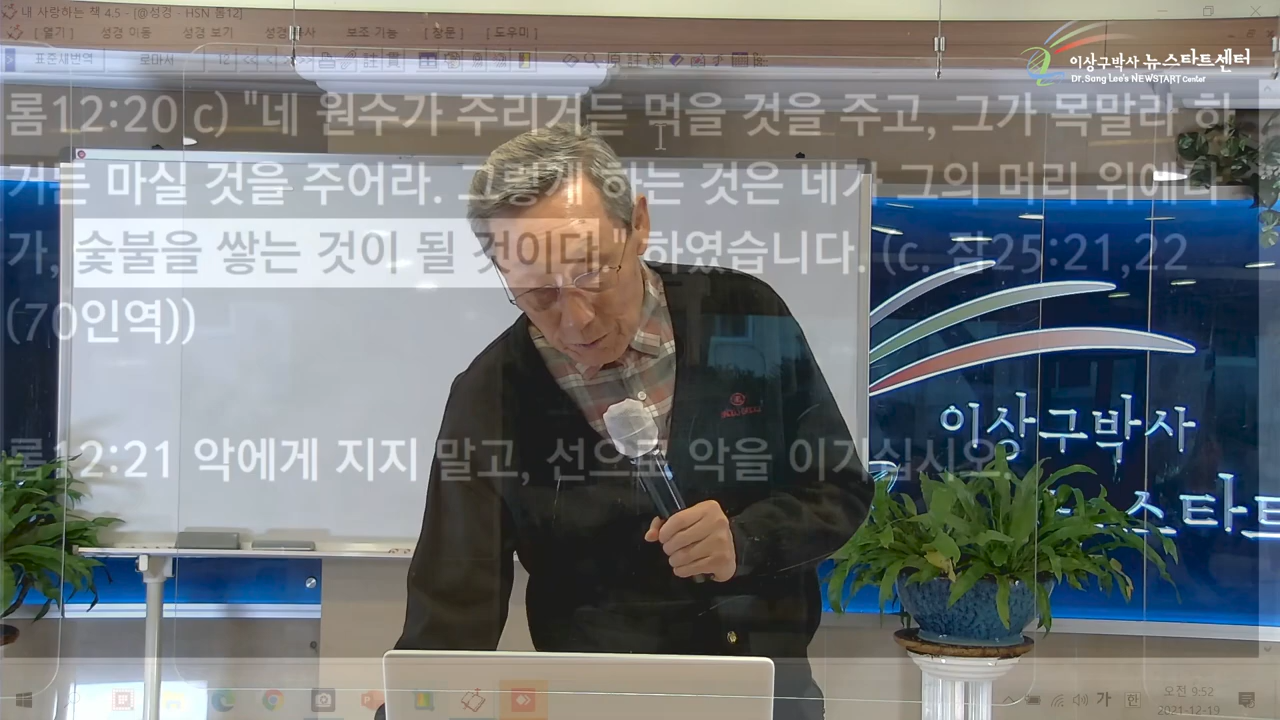 내 사랑하는 책 4.5 - [@성경 - HSN 롬12]
[ 열기 ] 성경 이동 성경 보기 보조 기능 [ 창문 ] [ 도우미 ]
표준새번역 로마서 12
이상구박사 뉴스타트센터
Dr. Sang Lee's NEWSTART Center
롬12:20 c) "네 원수가 주리거든 먹을 것을 주고, 그가 목말라 하
거든 마실 것을 주어라. 그렇게 하는 것은 네가 그의 머리 위에다
가, 숯불을 쌓는 것이 될 것이다 하였습니다. (c. 잠25:21,22
(70인역))
롬12:21 악에게 지지 말고, 선으로 악을 이기십시오.
이상구박사
스타트
가 한
오전 9:52
2021-12-19